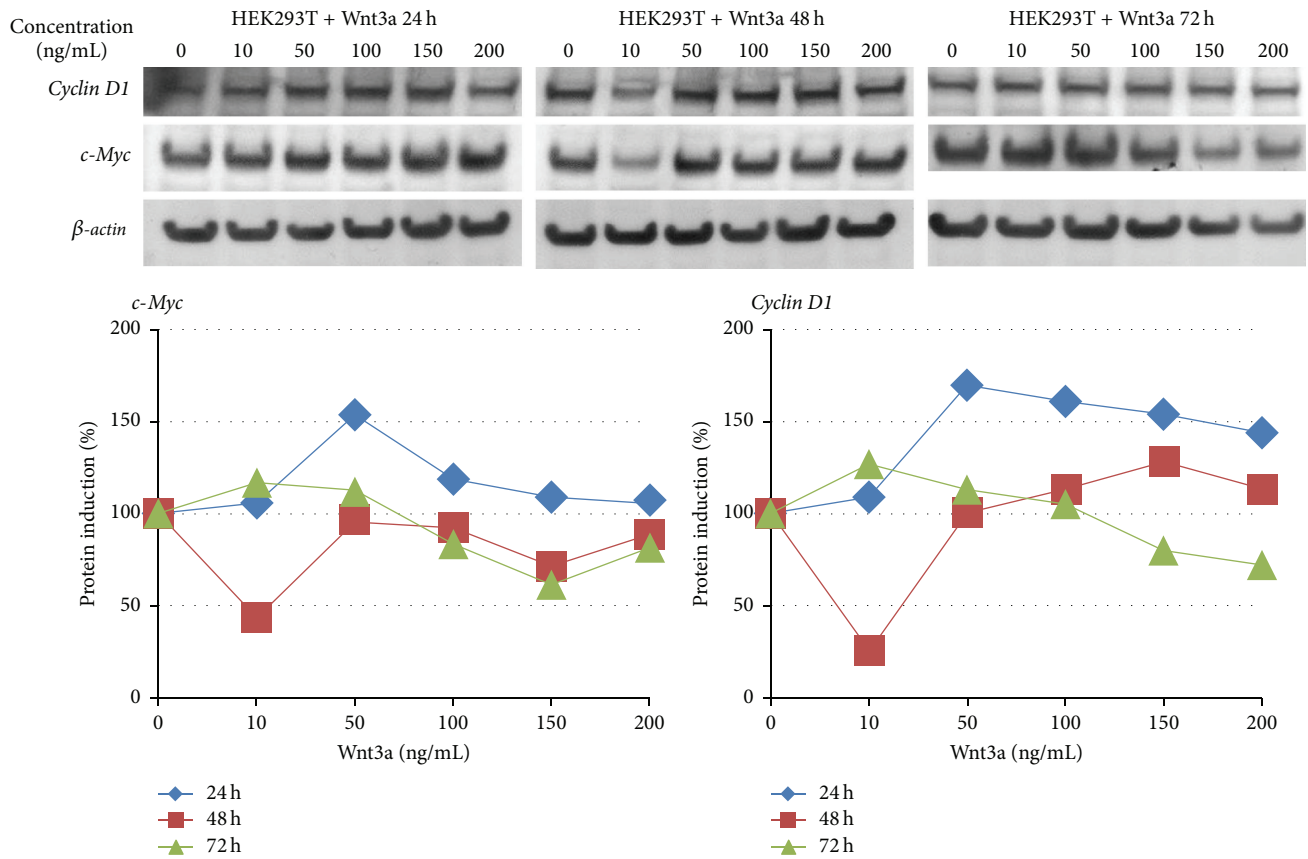 Concentration (ng/mL)
HEK293T + Wnt3a 24 h
HEK293T + Wnt3a 48 h
HEK293T + Wnt3a 72 h
0 10 50 100 150 200
0 10 50 100 150 200
0 10 50 100 150 200
Cyclin D1
c-Myc
β-actin
c-Myc
200
150
100
50
0
Protein induction (%)
0 10 50 100 150 200
Wnt3a (ng/mL)
24 h
48 h
72 h
Cyclin D1
200
150
100
50
0
Protein induction (%)
0 10 50 100 150 200
Wnt3a (ng/mL)
24 h
48 h
72 h